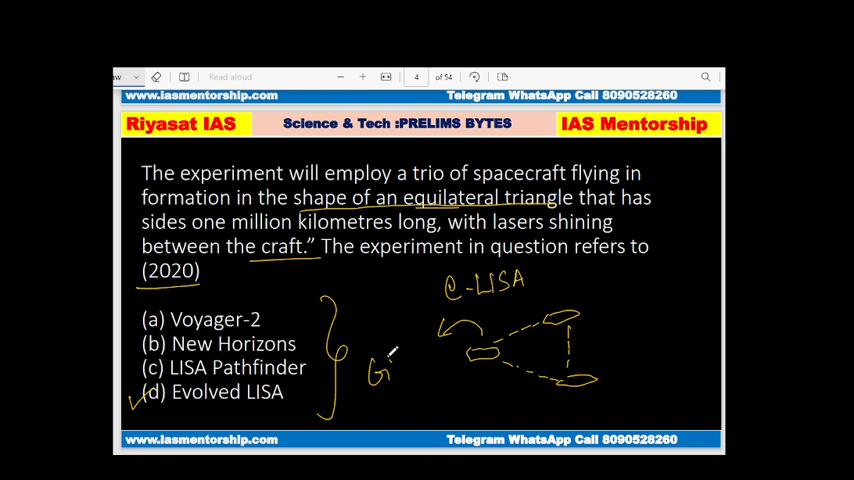 aw
Read aloud
4 of 54
www.iasmentorship.com Telegram WhatsApp Call 8090528260
Riyasat IAS Science & Tech :PRELIMS BYTES IAS Mentorship
The experiment will employ a trio of spacecraft flying in
formation in the shape of an equilateral triangle that has
sides one million kilometres long, with lasers shining
between the craft.” The experiment in question refers to
(2020)
e-LISA
(a) Voyager-2
(b) New Horizons
(c) LISA Pathfinder
(d) Evolved LISA
Gi
www.iasmentorship.com Telegram WhatsApp Call 8090528260